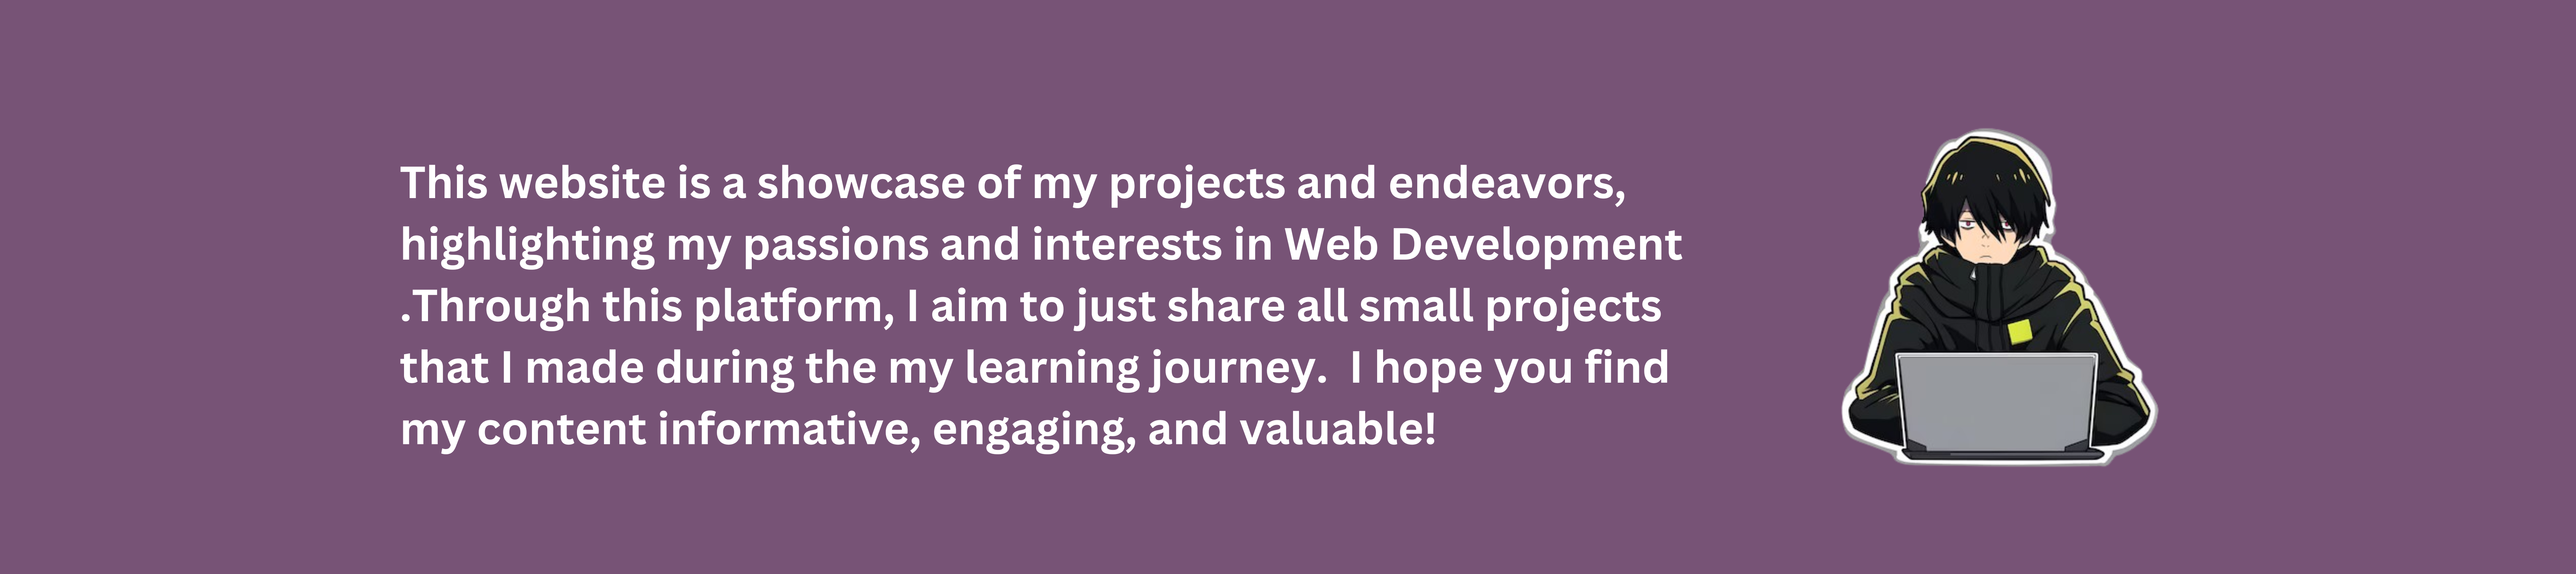 This website is a showcase of my projects and endeavors,
highlighting my passions and interests in Web Development
.Through this platform, I aim to just share all small projects
that I made during the my learning journey.  I hope you find
my content informative, engaging, and valuable!